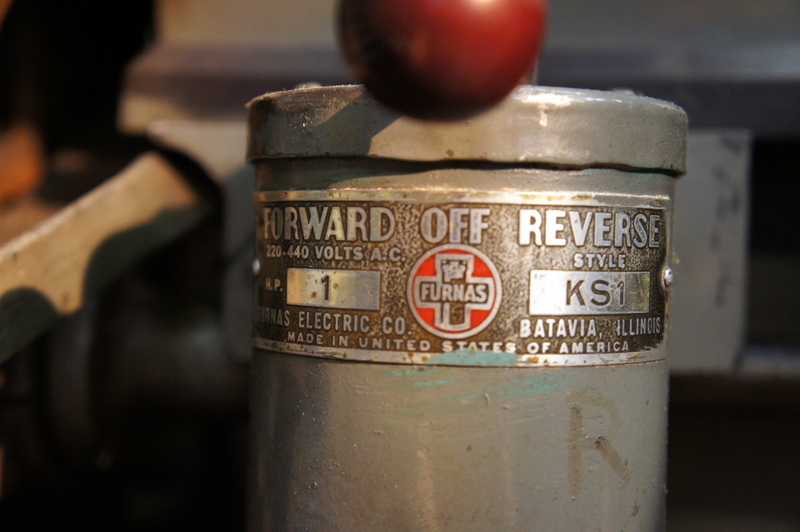 FORWARD OFF REVERSE
220-440 VOLTS A.C.
STYLE
H.P. 1
FURNAS
KS1
FURNAS ELECTRIC CO.
BATAVIA, ILLINOIS
MADE IN UNITED STATES OF AMERICA
R